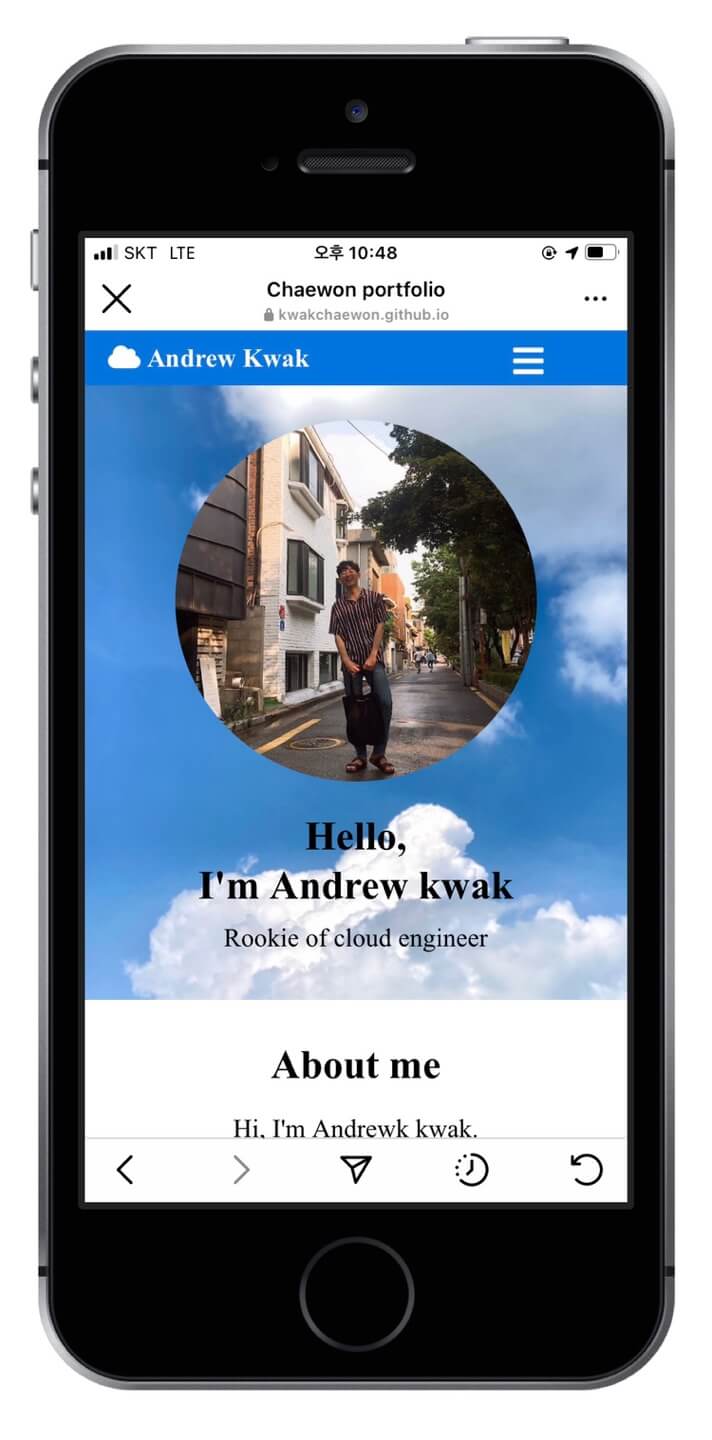 SKT LTE 오후 10:48
Chaewon portfolio
kwakchaewon.github.io
Andrew Kwak
Hello,
I'm Andrew kwak
Rookie of cloud engineer
About me
Hi, I'm Andrewk kwak.